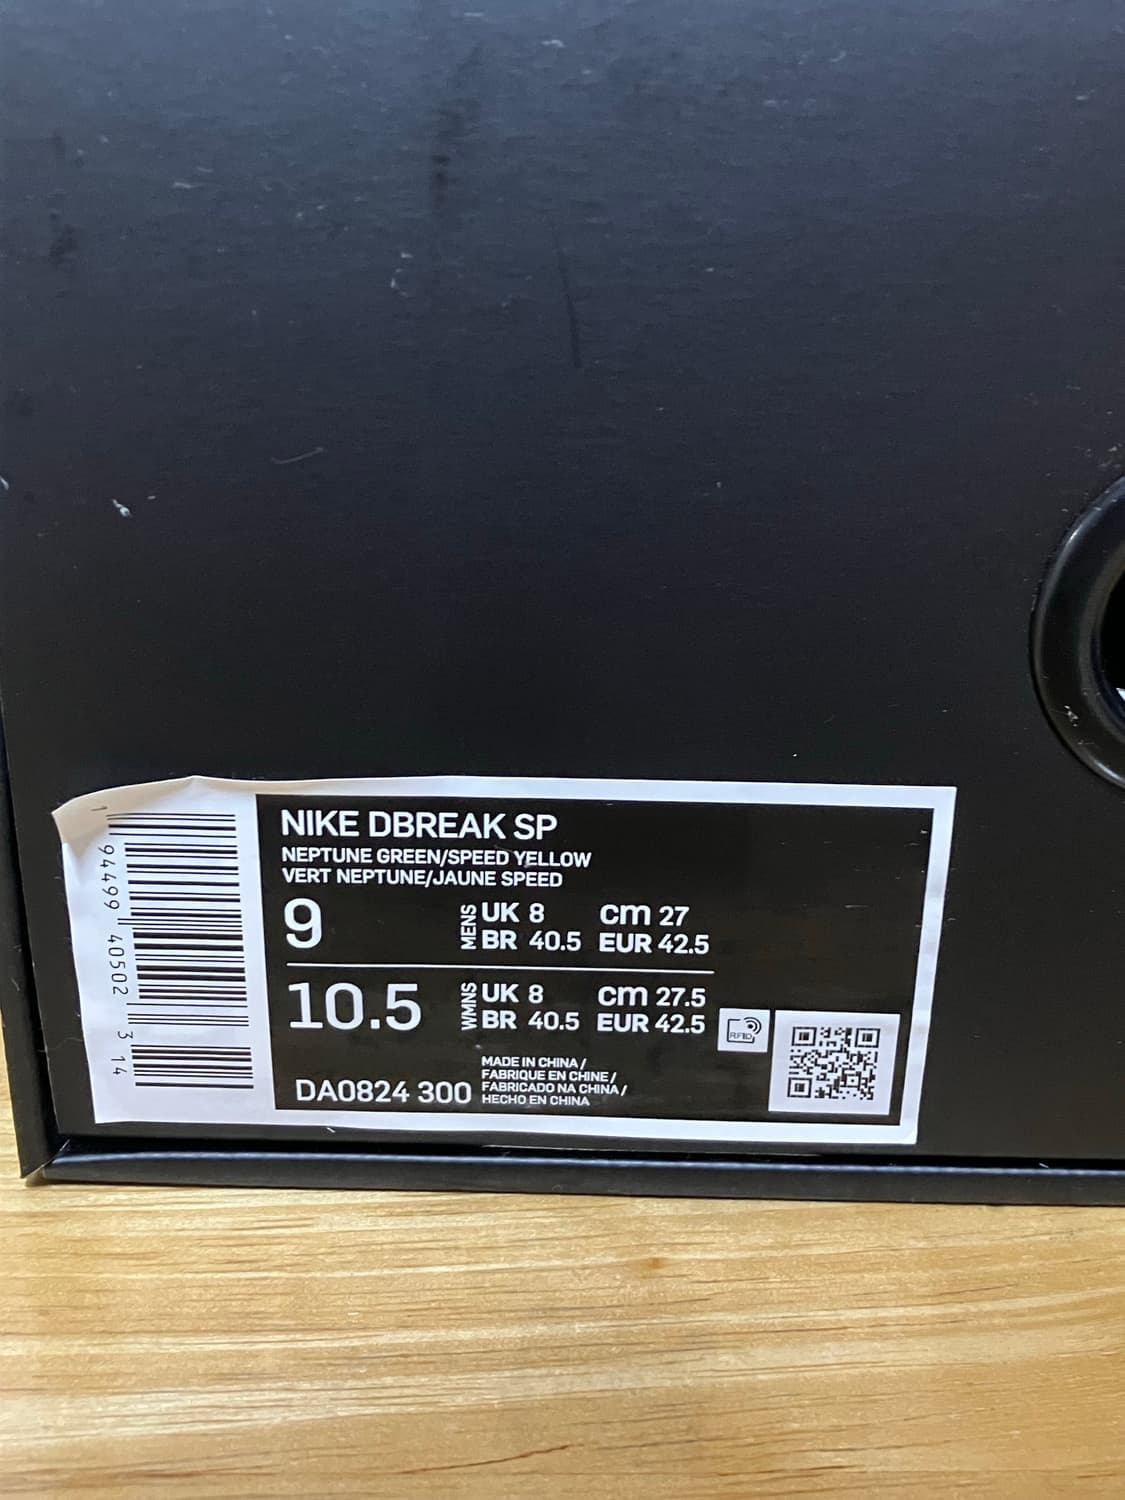 NIKE DBREAK SP
NEPTUNE GREEN/SPEED YELLOW
VERT NEPTUNE/JAUNE SPEED
9 MENS UK 8 cm 27
BR 40.5 EUR 42.5
10.5 WMNS UK 8 cm 27.5
BR 40.5 EUR 42.5
RFID
MADE IN CHINA /
FABRIQUE EN CHINE /
FABRICADO NA CHINA /
HECHO EN CHINA
DA0824 300
1 94499 40502 3 14